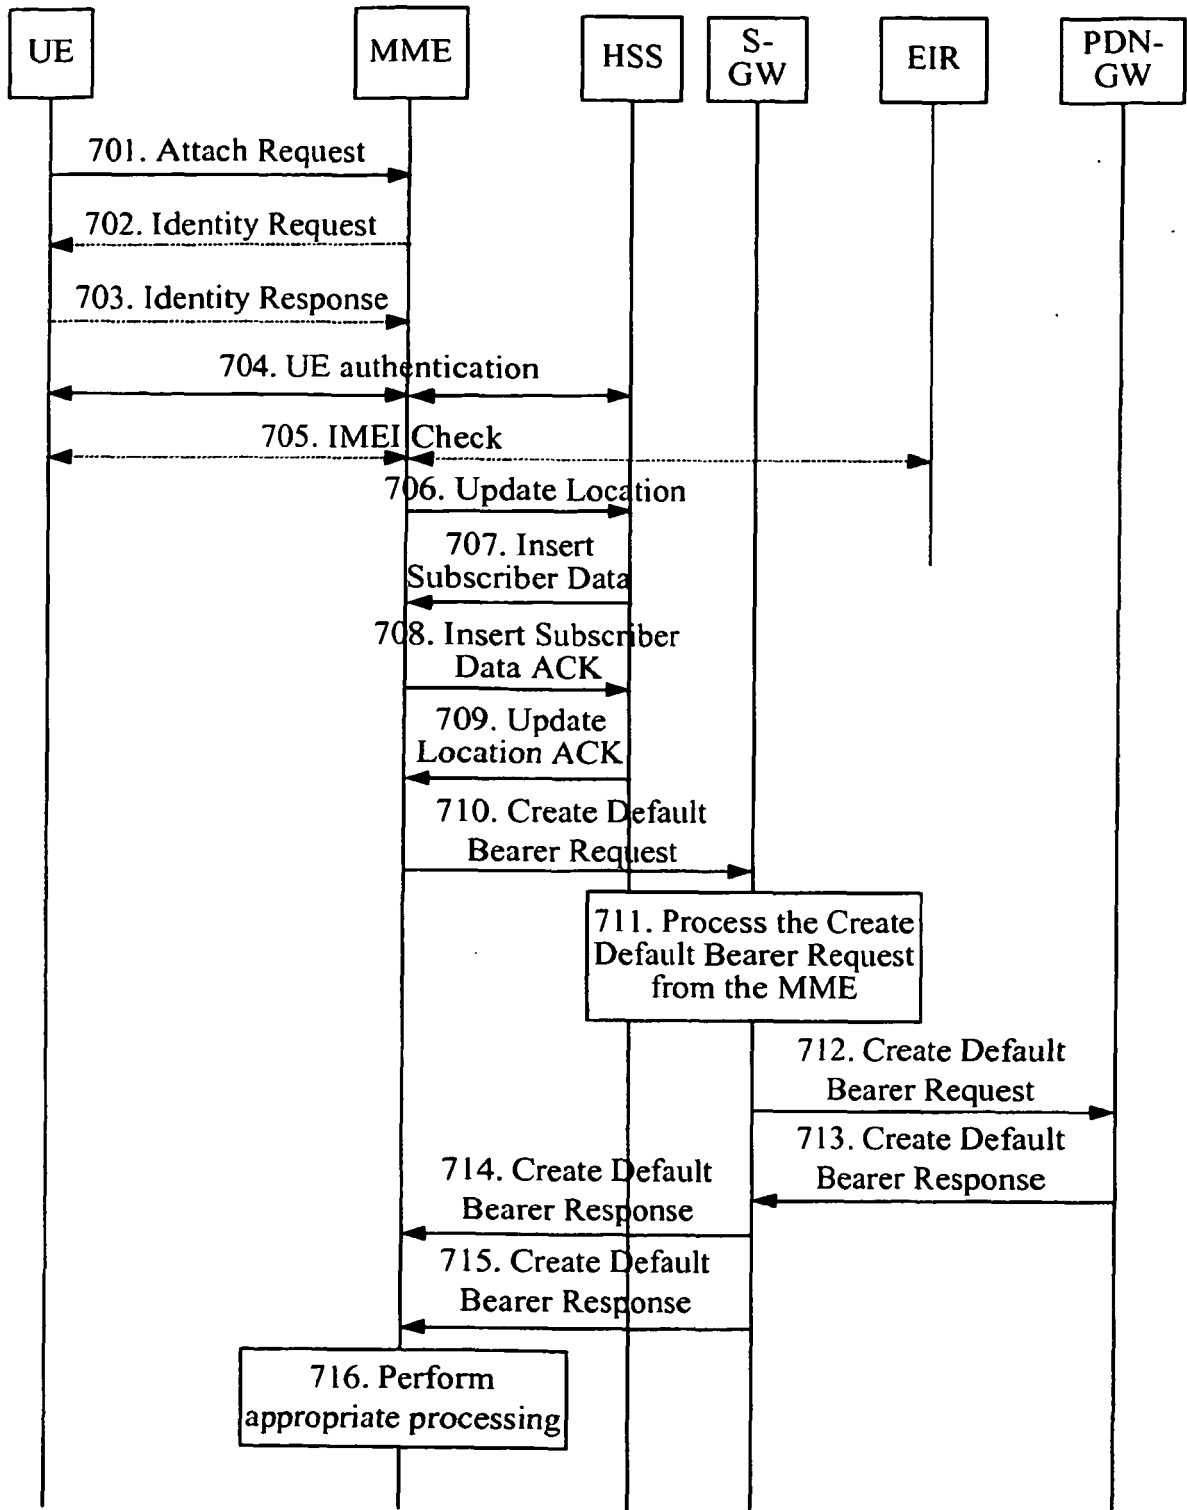 UE
MME
HSS
S-
GW
EIR
PDN-
GW
701. Attach Request
702. Identity Request
703. Identity Response
704. UE authentication
705. IMEI Check
706. Update Location
707. Insert
Subscriber Data
708. Insert Subscriber
Data ACK
709. Update
Location ACK
710. Create Default
Bearer Request
711. Process the Create
Default Bearer Request
from the MME
712. Create Default
Bearer Request
713. Create Default
Bearer Response
714. Create Default
Bearer Response
715. Create Default
Bearer Response
716. Perform
appropriate processing